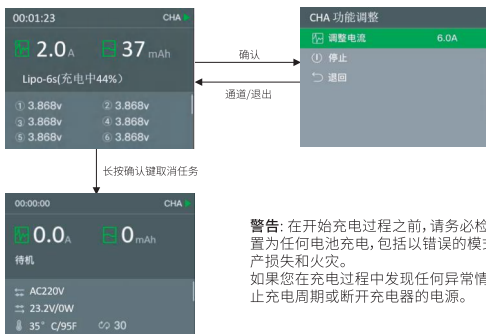 00:01:23 CHA
2.0A 37 mAh
Lipo-6s(充电中44%)
① 3.868v ② 3.868v
③ 3.868v ④ 3.868v
⑤ 3.868v ⑥ 3.868v
确认
通道/退出
CHA 功能调整
调整电流 6.0A
停止
退回
长按确认键取消任务
00:00:00 CHA
0.0A 0 mAh
待机
AC220V
23.2V/0W
35° C/95F 30
警告: 在开始充电过程之前,请务必检
置为任何电池充电,包括以错误的模
产损失和火灾。
如果您在充电过程中发现任何异常情
止充电周期或断开充电器的电源。